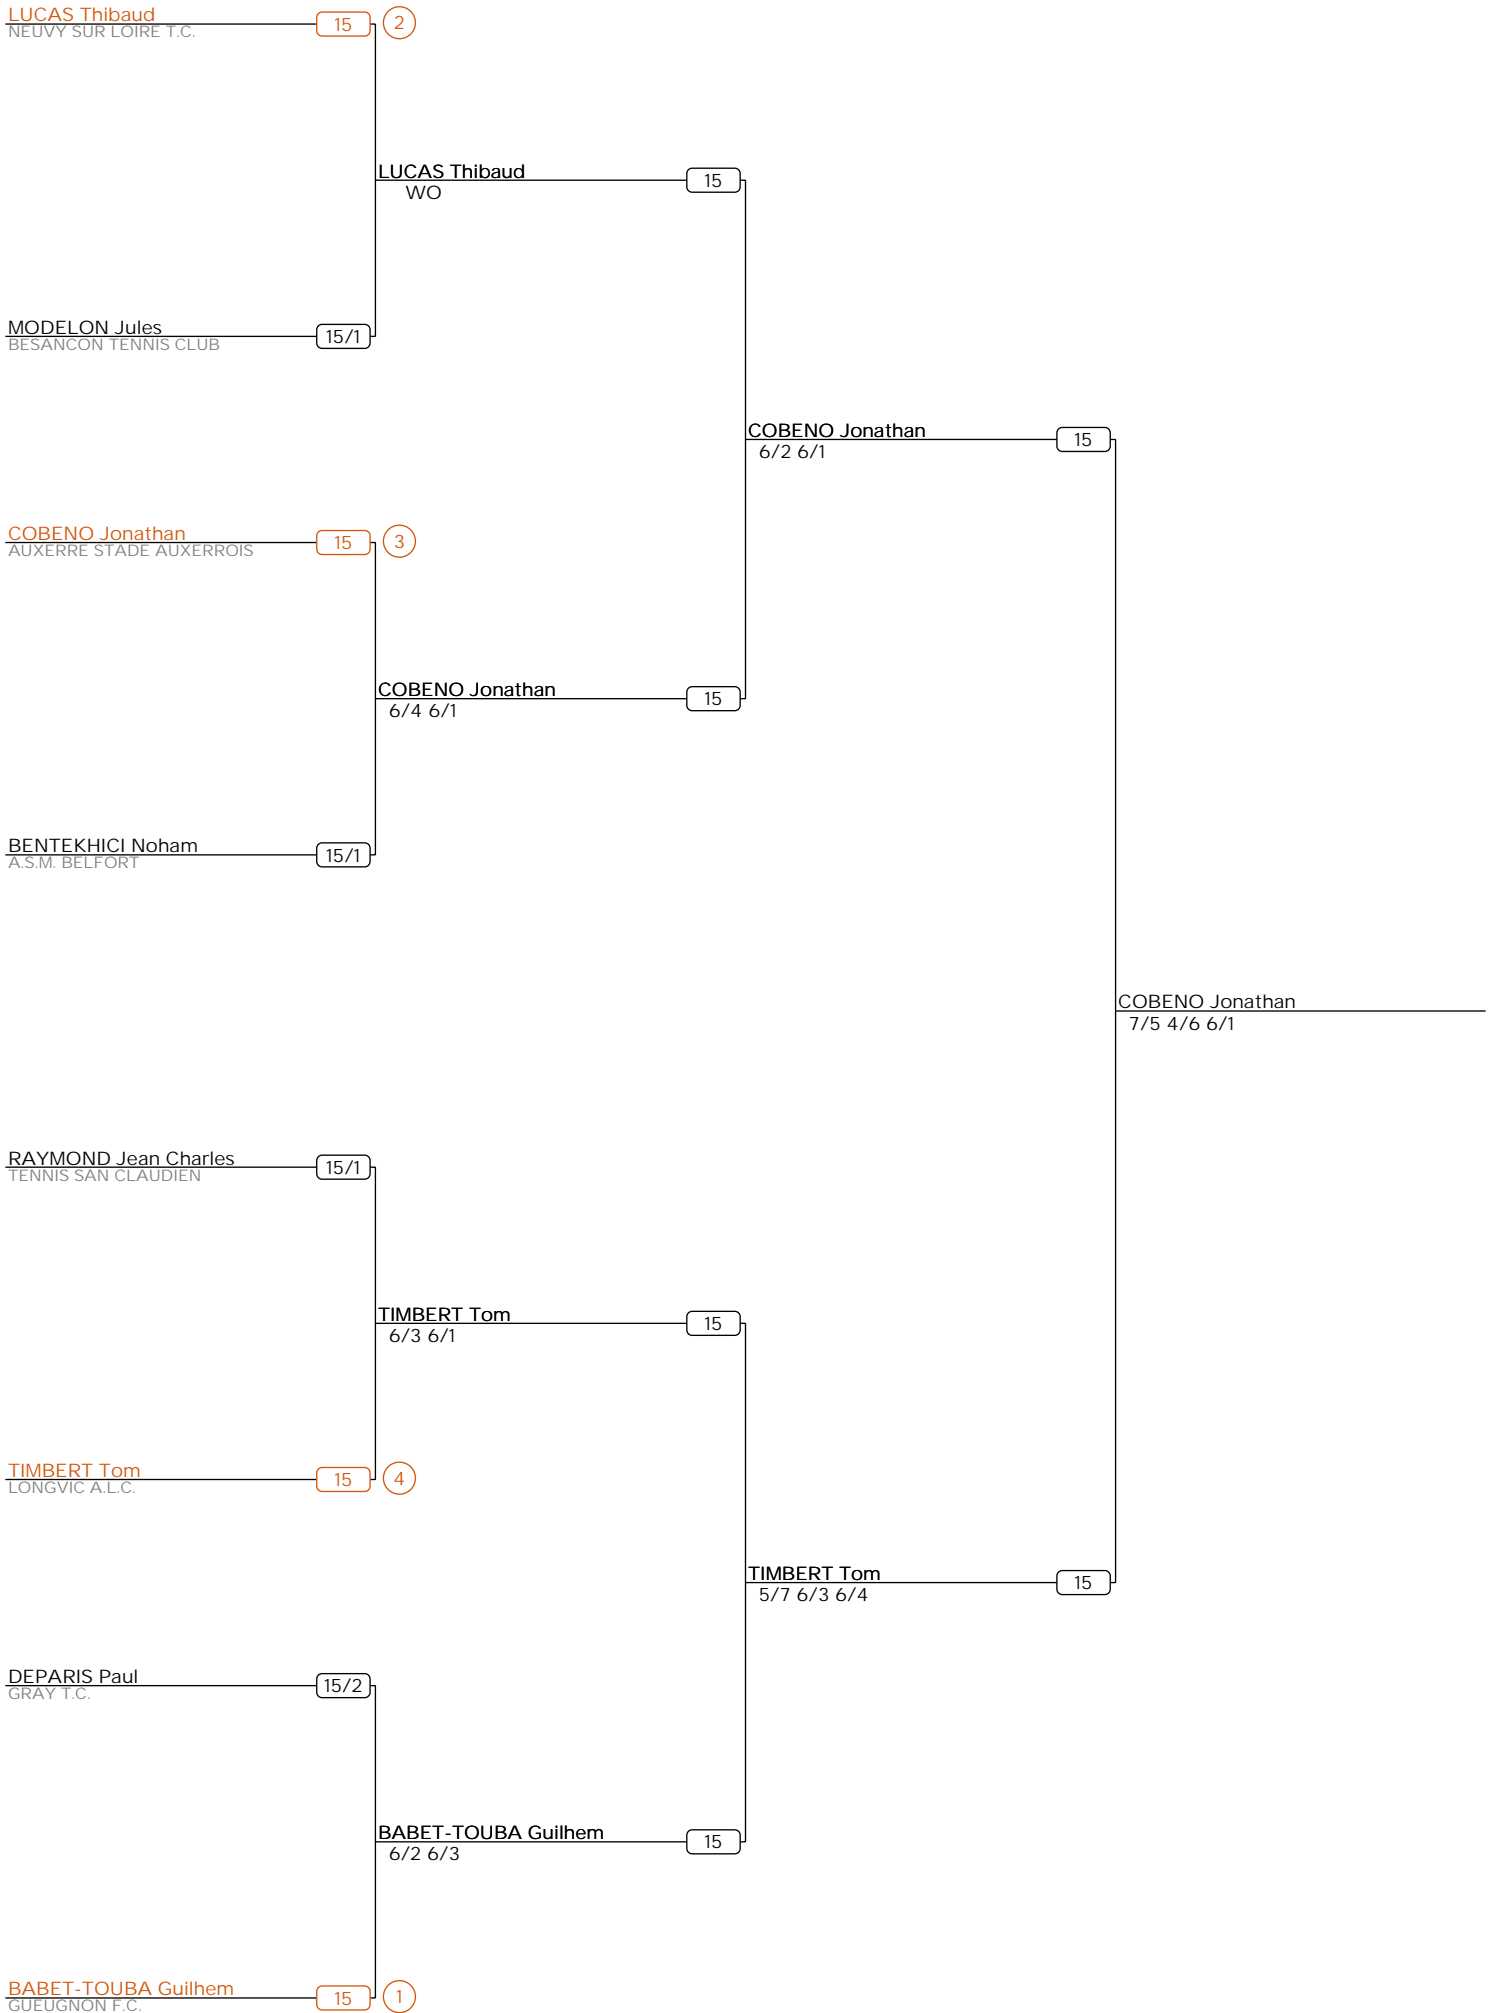 LUCAS Thibaud
NEUVY SUR LOIRE T.C.
15
2
LUCAS Thibaud
WO
15
MODELON Jules
BESANCON TENNIS CLUB
15/1
COBENO Jonathan
6/2 6/1
15
COBENO Jonathan
AUXERRE STADE AUXERROIS
15
3
COBENO Jonathan
6/4 6/1
15
BENTEKHICI Noham
A.S.M. BELFORT
15/1
COBENO Jonathan
7/5 4/6 6/1
RAYMOND Jean Charles
TENNIS SAN CLAUDIEN
15/1
TIMBERT Tom
6/3 6/1
15
TIMBERT Tom
LONGVIC A.L.C.
15
4
TIMBERT Tom
5/7 6/3 6/4
15
DEPARIS Paul
GRAY T.C.
15/2
BABET-TOUBA Guilhem
6/2 6/3
15
BABET-TOUBA Guilhem
GUEUGNON F.C.
15
1